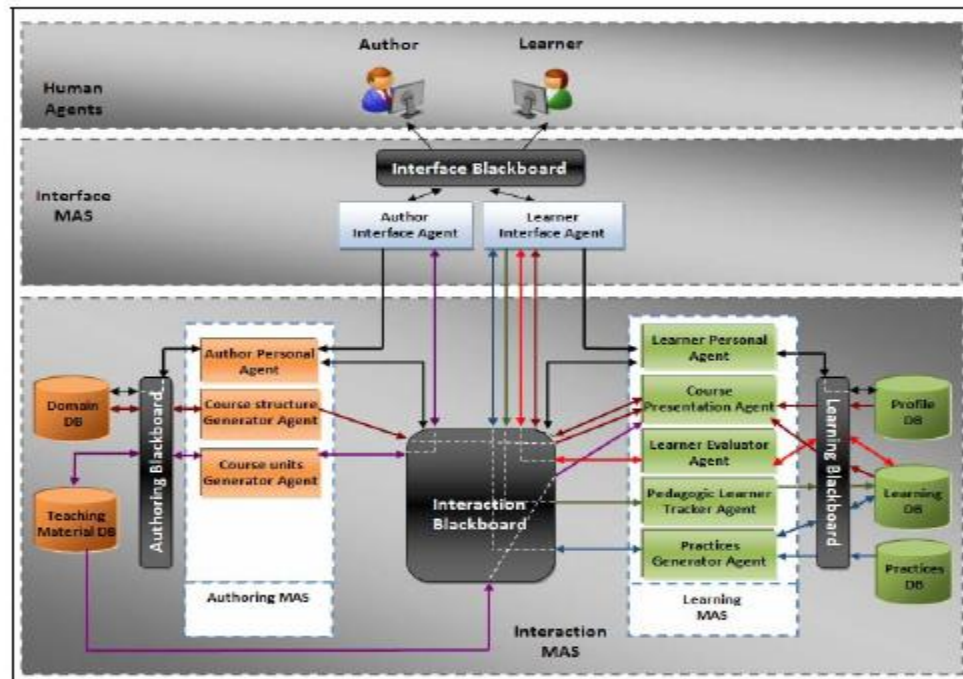 Author
Learner
Human
Agents
Interface Blackboard
Interface
MAS
Author
Interface Agent
Learner
Interface Agent
Author Personal
Agent
Course structure
Generator Agent
Course units
Generator Agent
Domain
DB
Teaching
Material DB
Authoring Blackboard
Authoring MAS
Interaction
Blackboard
Learner Personal
Agent
Course
Presentation Agent
Learner Evaluator
Agent
Pedagogic Learner
Tracker Agent
Practices
Generator Agent
Learning
MAS
Learning Blackboard
Profile
DB
Learning
DB
Practices
DB
Interaction
MAS